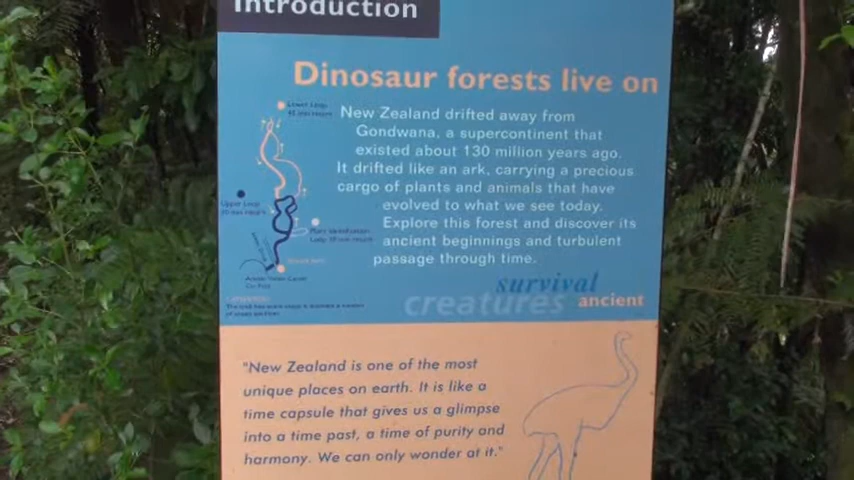 Introduction
Dinosaur forests live on
New Zealand drifted away from
Gondwana, a supercontinent that
existed about 130 million years ago.
It drifted like an ark, carrying a precious
cargo of plants and animals that have
evolved to what we see today.
Explore this forest and discover its
ancient beginnings and turbulent
passage through time.
Lower Loop
Upper Loop
survival
creatures ancient
"New Zealand is one of the most
unique places on earth. It is like a
time capsule that gives us a glimpse
into a time past, a time of purity and
harmony. We can only wonder at it."